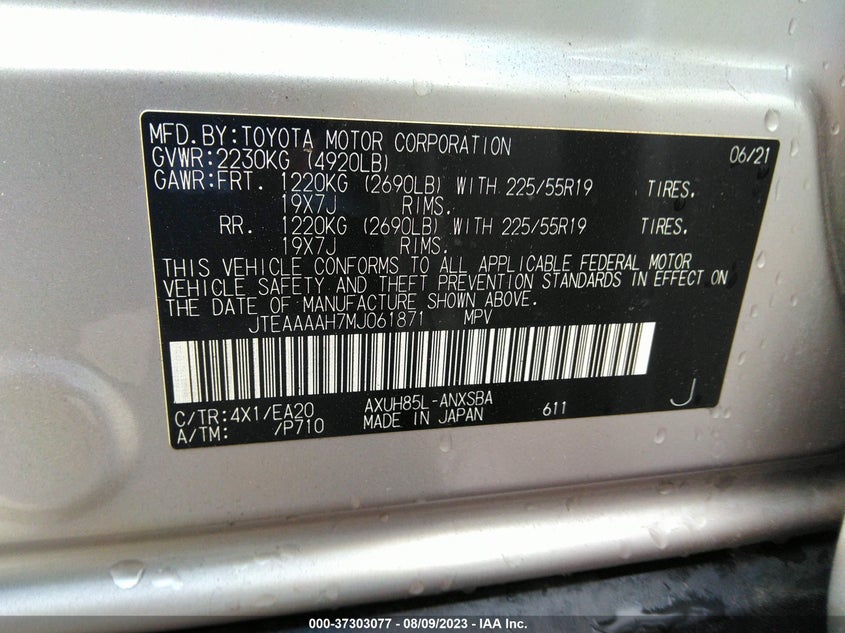 MFD.BY:TOYOTA MOTOR CORPORATION 06/21
GVWR:2230KG (4920LB)
GAWR:FRT. 1220KG (2690LB) WITH 225/55R19 TIRES.
19X7J RIMS.
RR. 1220KG (2690LB) WITH 225/55R19 TIRES.
19X7J RIMS.
THIS VEHICLE CONFORMS TO ALL APPLICABLE FEDERAL MOTOR
VEHICLE SAFETY AND THEFT PREVENTION STANDARDS IN EFFECT ON
THE DATE OF MANUFACTURE SHOWN ABOVE.
JTEAAAAH7MJ061871 MPV
C/TR:4X1/EA20 AXUH85L-ANXSBA J
A/TM: /P710 MADE IN JAPAN 611
000-37303077 - 08/09/2023 - IAA Inc.